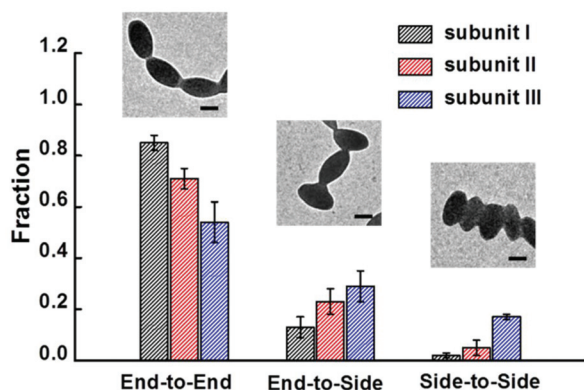 subunit I
subunit II
subunit III
Fraction
1.2
1.0
0.8
0.6
0.4
0.2
0.0
End-to-End
End-to-Side
Side-to-Side